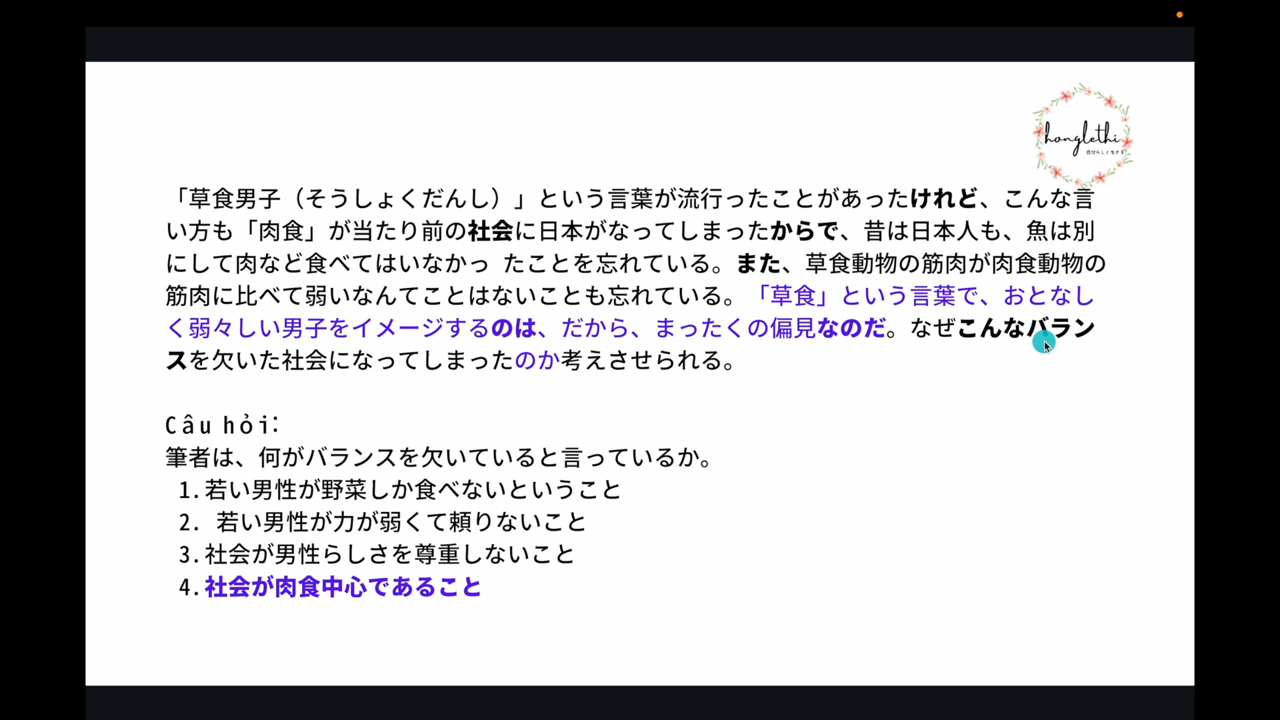 honglethi
自分らしく生きる
「草食男子（そうしょくだんし）」という言葉が流行ったことがあったけれど、こんな言
い方も「肉食」が当たり前の社会に日本がなってしまったからで、昔は日本人も、魚は別
にして肉など食べてはいなかっ たことを忘れている。また、草食動物の筋肉が肉食動物の
筋肉に比べて弱いなんてことはないことも忘れている。「草食」という言葉で、おとなし
く弱々しい男子をイメージするのは、だから、まったくの偏見なのだ。なぜこんなバラン
スを欠いた社会になってしまったのか考えさせられる。
Câu hỏi:
筆者は、何がバランスを欠いていると言っているか。
1.若い男性が野菜しか食べないということ
2. 若い男性が力が弱くて頼りないこと
3.社会が男性らしさを尊重しないこと
4.社会が肉食中心であること